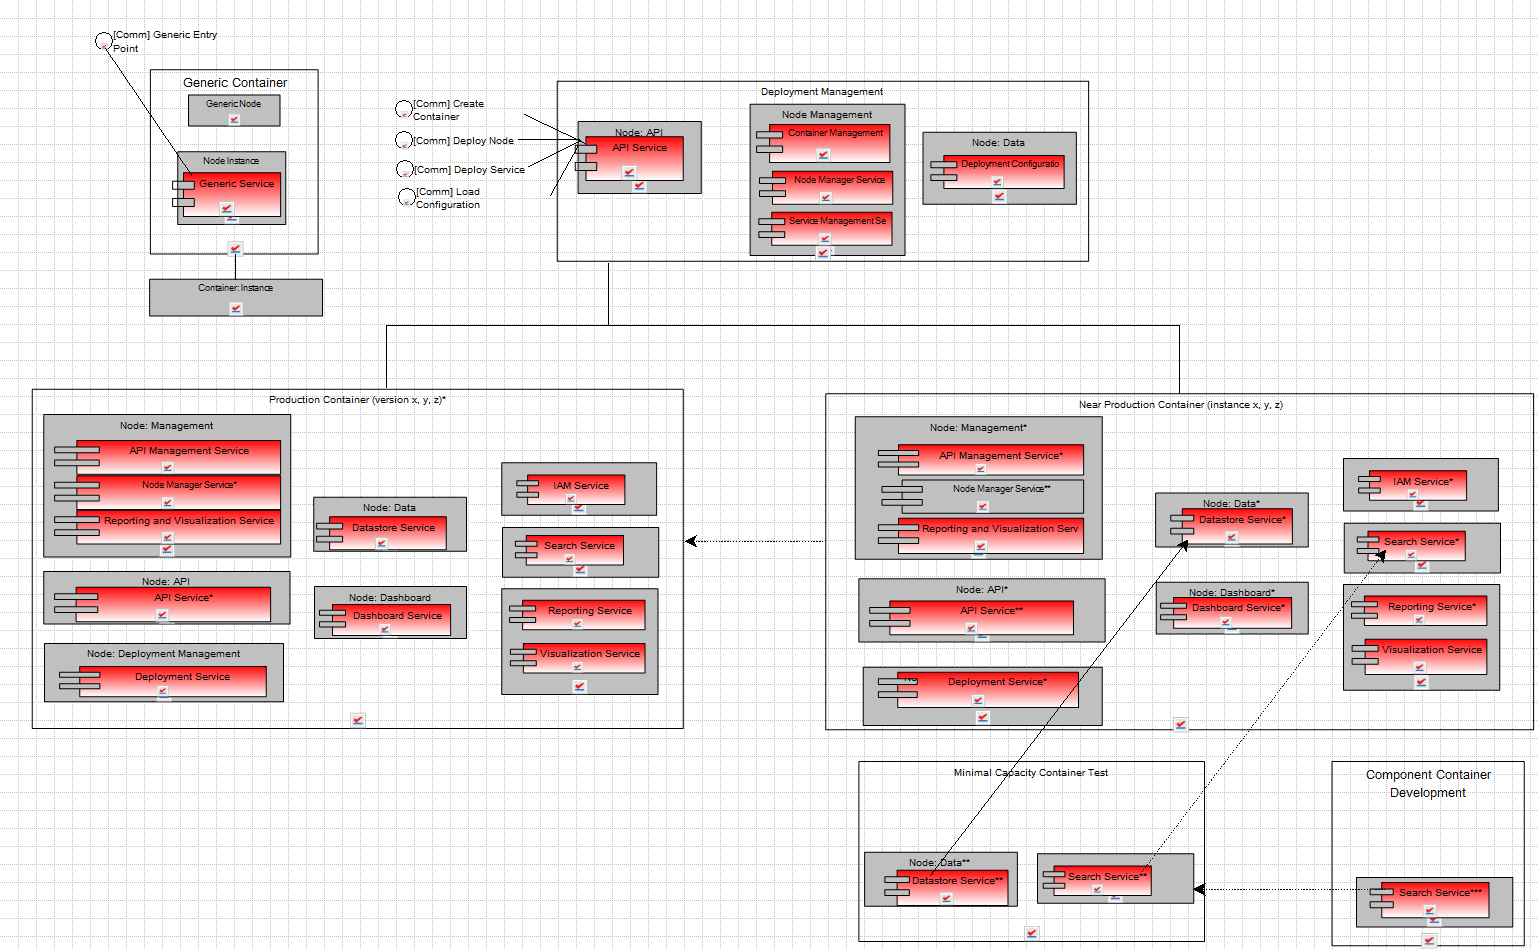 [Comm] Generic Entry
Point
Generic Container
Generic Node
Node Instance
Generic Service
Container: Instance
[Comm] Create
Container
[Comm] Deploy Node
[Comm] Deploy Service
[Comm] Load
Configuration
Deployment Management
Node: API
API Service
Node Management
Container Management
Node Manager Service
Service Management Se
Node: Data
Deployment Configuratio
Production Container (version x, y, z)*
Node: Management
API Management Service
Node Manager Service*
Reporting and Visualization Service
Node: API
API Service*
Node: Deployment Management
Deployment Service
Node: Data
Datastore Service
Node: Dashboard
Dashboard Service
IAM Service
Search Service
Reporting Service
Visualization Service
Near Production Container (instance x, y, z)
Node: Management*
API Management Service*
Node Manager Service**
Reporting and Visualization Serv
Node: API*
API Service**
Deployment Service*
Node: Data*
Datastore Service*
Node: Dashboard*
Dashboard Service*
IAM Service*
Search Service*
Reporting Service*
Visualization Service
Minimal Capacity Container Test
Node: Data**
Datastore Service**
Search Service**
Component Container
Development
Search Service***